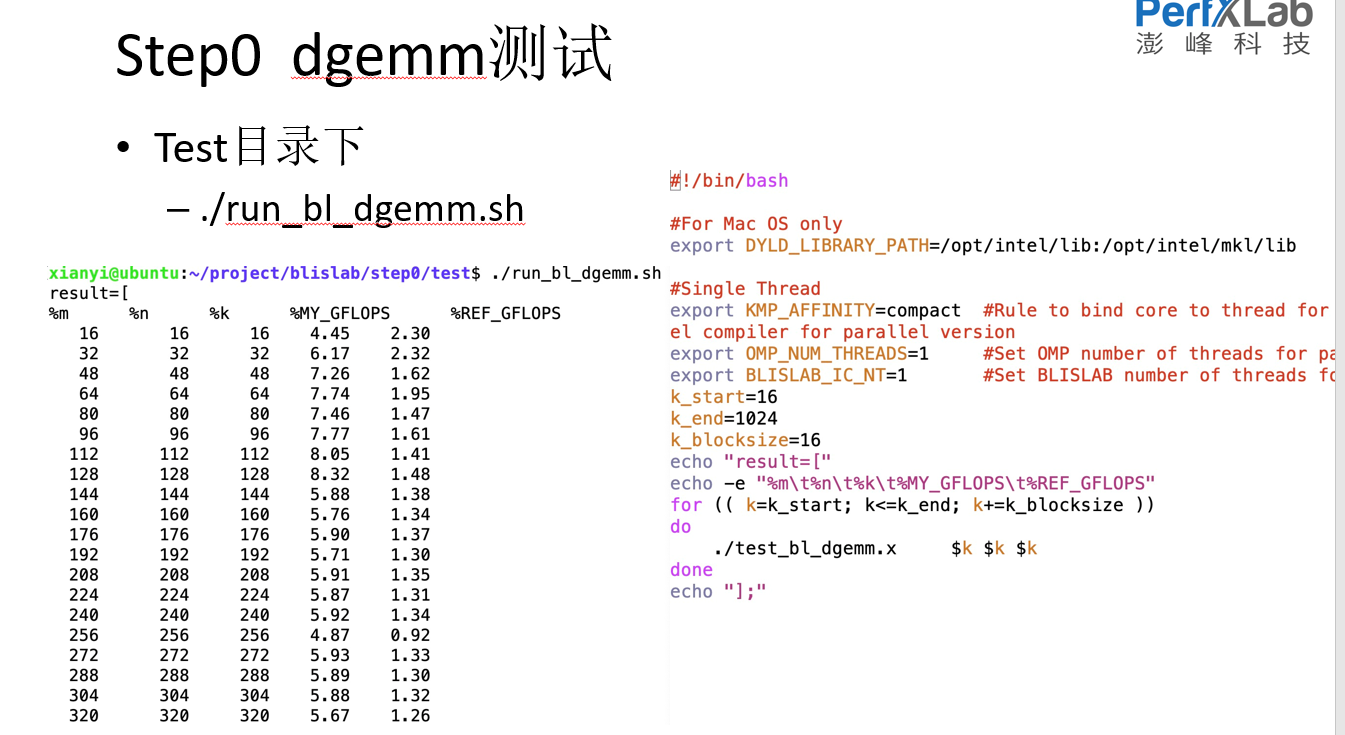 PerfXLab
澎峰科技
Step0 dgemm测试
• Test目录下
– ./run_bl_dgemm.sh
xianyi@ubuntu:~/project/blislab/step0/test$ ./run_bl_dgemm.sh
result=[
%m %n %k %MY_GFLOPS %REF_GFLOPS
16 16 16 4.45 2.30
32 32 32 6.17 2.32
48 48 48 7.26 1.62
64 64 64 7.74 1.95
80 80 80 7.46 1.47
96 96 96 7.77 1.61
112 112 112 8.05 1.41
128 128 128 8.32 1.48
144 144 144 5.88 1.38
160 160 160 5.76 1.34
176 176 176 5.90 1.37
192 192 192 5.71 1.30
208 208 208 5.91 1.35
224 224 224 5.87 1.31
240 240 240 5.92 1.34
256 256 256 4.87 0.92
272 272 272 5.93 1.33
288 288 288 5.89 1.30
304 304 304 5.88 1.32
320 320 320 5.67 1.26
#!/bin/bash
#For Mac OS only
export DYLD_LIBRARY_PATH=/opt/intel/lib:/opt/intel/mkl/lib
#Single Thread
export KMP_AFFINITY=compact #Rule to bind core to thread for
el compiler for parallel version
export OMP_NUM_THREADS=1 #Set OMP number of threads for pa
export BLISLAB_IC_NT=1 #Set BLISLAB number of threads fo
k_start=16
k_end=1024
k_blocksize=16
echo "result=["
echo -e "%m\t%n\t%k\t%MY_GFLOPS\t%REF_GFLOPS"
for (( k=k_start; k<=k_end; k+=k_blocksize ))
do
./test_bl_dgemm.x $k $k $k
done
echo "];"